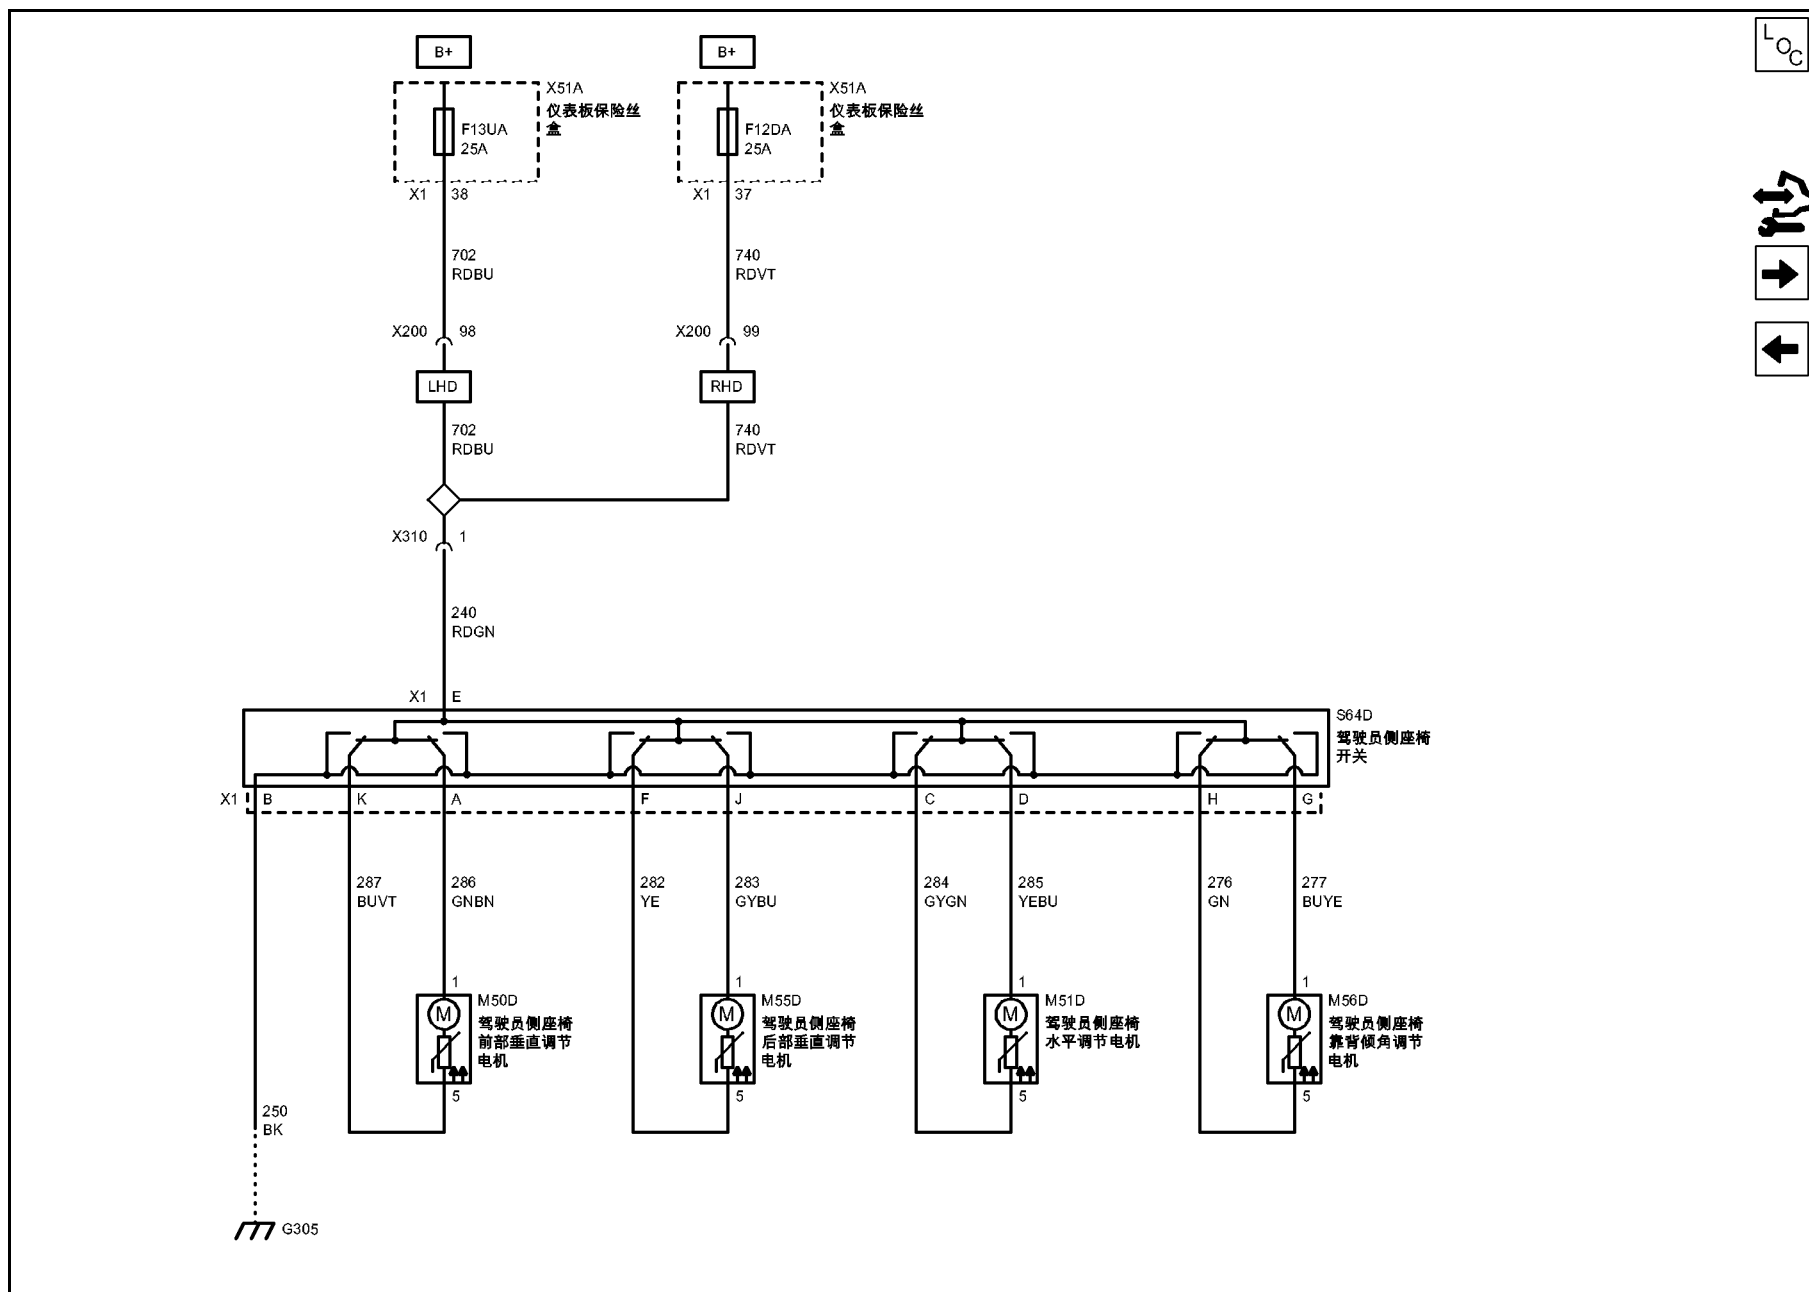 B+
B+
LOC
X51A
仪表板保险丝
盒
X51A
仪表板保险丝
盒
F13UA
25A
F12DA
25A
X1 38
X1 37
702
RDBU
740
RDVT
X200 98
X200 99
LHD
RHD
702
RDBU
740
RDVT
X310 1
240
RDGN
X1 E
S64D
驾驶员侧座椅
开关
X1 B K A F J C D H G
287
BUVT
286
GNBN
282
YE
283
GYBU
284
GYGN
285
YEBU
276
GN
277
BUYE
1
M
5
M50D
驾驶员侧座椅
前部垂直调节
电机
1
M
5
M55D
驾驶员侧座椅
后部垂直调节
电机
1
M
5
M51D
驾驶员侧座椅
水平调节电机
1
M
5
M56D
驾驶员侧座椅
靠背倾角调节
电机
250
BK
G305